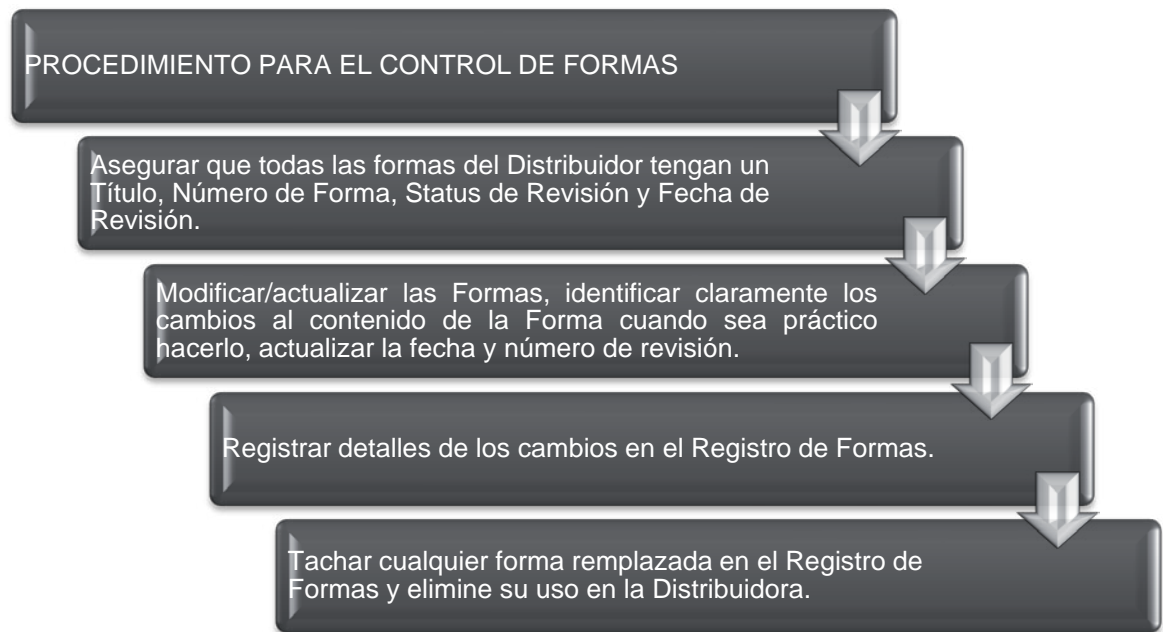 PROCEDIMIENTO PARA EL CONTROL DE FORMAS
Asegurar que todas las formas del Distribuidor tengan un
Título, Número de Forma, Status de Revisión y Fecha de
Revisión.
Modificar/actualizar las Formas, identificar claramente los
cambios al contenido de la Forma cuando sea práctico
hacerlo, actualizar la fecha y número de revisión.
Registrar detalles de los cambios en el Registro de Formas.
Tachar cualquier forma remplazada en el Registro de
Formas y elimine su uso en la Distribuidora.